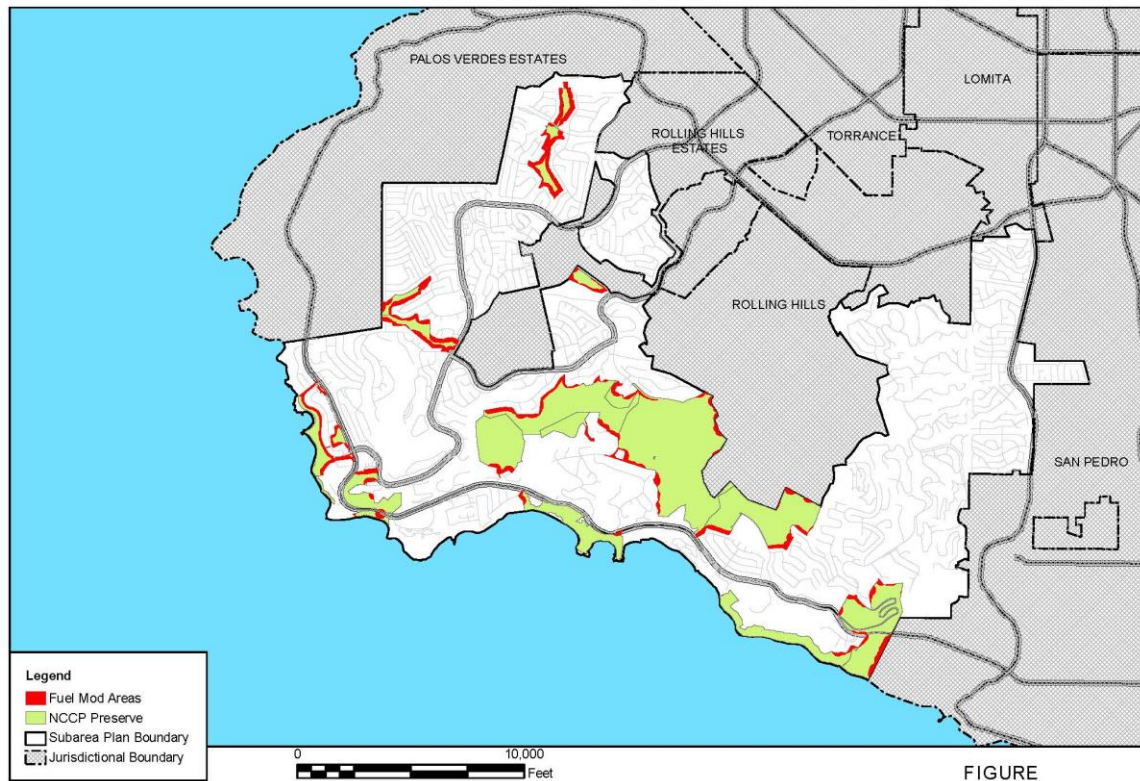 PALOS VERDES ESTATES
LOMITA
ROLLING HILLS
ESTATES
TORRANCE
ROLLING HILLS
SAN PEDRO
Legend
Fuel Mod Areas
NCCP Preserve
Subarea Plan Boundary
Jurisdictional Boundary
0
10,000
Feet
FIGURE